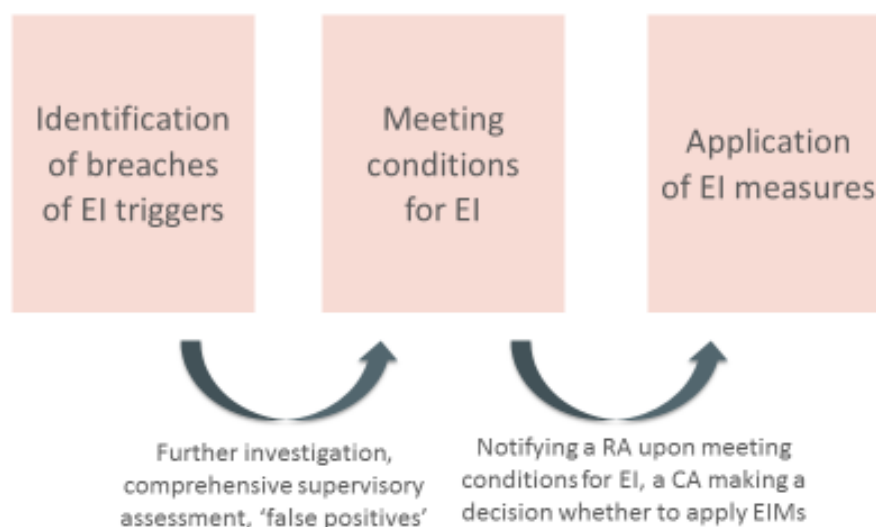 Identification
of breaches
of EI triggers
Meeting
conditions
for EI
Application
of EI measures
Further investigation,
comprehensive supervisory
assessment, ‘false positives’
Notifying a RA upon meeting
conditions for EI, a CA making a
decision whether to apply EIMs